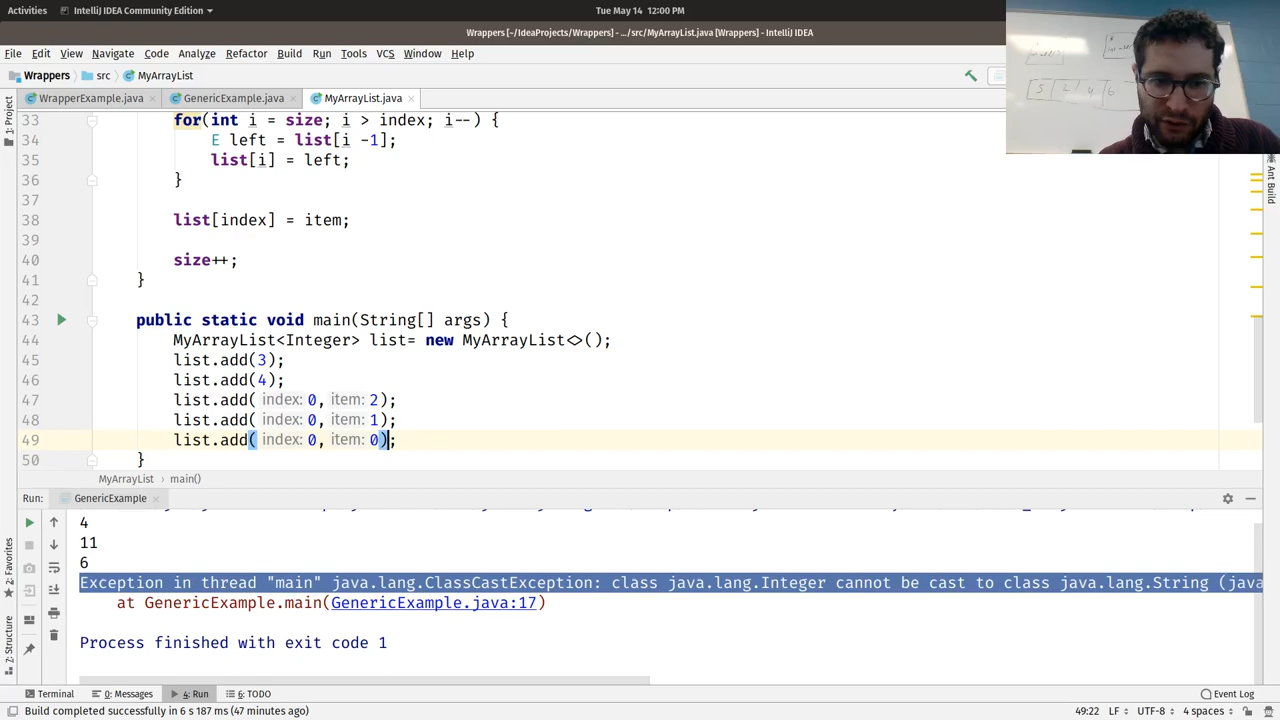 Activities
IntelliJ IDEA Community Edition
Tue May 14 12:00 PM
Wrappers [~/IdeaProjects/Wrappers] - .../src/MyArrayList.java [Wrappers] - IntelliJ IDEA
File Edit View Navigate Code Analyze Refactor Build Run Tools VCS Window Help
Wrappers src MyArrayList
WrapperExample.java GenericExample.java MyArrayList.java
1: Project
Ant Build
33 for(int i = size; i > index; i--) {
34 E left = list[i -1];
35 list[i] = left;
36 }
37
38 list[index] = item;
39
40 size++;
41 }
42
43 public static void main(String[] args) {
44 MyArrayList<Integer> list= new MyArrayList<>();
45 list.add(3);
46 list.add(4);
47 list.add( index: 0, item: 2);
48 list.add( index: 0, item: 1);
49 list.add( index: 0, item: 0);
50 }
MyArrayList main()
Run: GenericExample
4
11
6
Exception in thread "main" java.lang.ClassCastException: class java.lang.Integer cannot be cast to class java.lang.String (java
at GenericExample.main(GenericExample.java:17)
Process finished with exit code 1
2: Favorites
7: Structure
Terminal 0: Messages 4: Run 6: TODO Event Log
Build completed successfully in 6 s 187 ms (47 minutes ago) 49:22 LF UTF-8 4 spaces